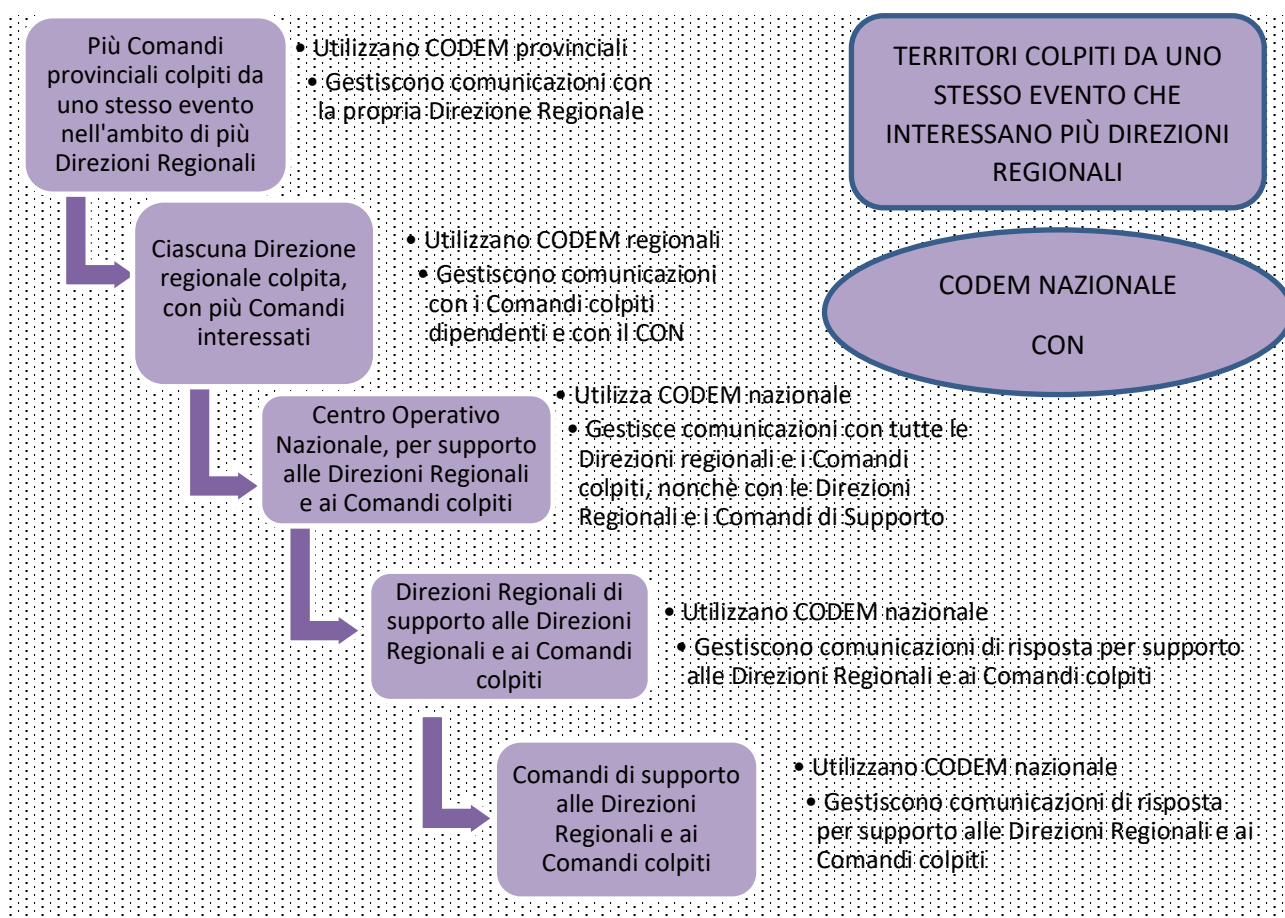 Più Comandi
provinciali colpiti da
uno stesso evento
nell'ambito di più
Direzioni Regionali
• Utilizzano CODEM provinciali
• Gestiscono comunicazioni con
la propria Direzione Regionale
TERRITORI COLPITI DA UNO
STESSO EVENTO CHE
INTERESSANO PIÙ DIREZIONI
REGIONALI
Ciascuna Direzione
regionale colpita,
con più Comandi
interessati
• Utilizzano CODEM regionali
• Gestiscono comunicazioni
con i Comandi colpiti
dipendenti e con il CON
CODEM NAZIONALE
CON
Centro Operativo
Nazionale, per supporto
alle Direzioni Regionali
e ai Comandi colpiti
• Utilizza CODEM nazionale
• Gestisce comunicazioni con tutte le
Direzioni regionali e i Comandi
colpiti, nonchè con le Direzioni
Regionali e i Comandi di Supporto
Direzioni Regionali di
supporto alle Direzioni
Regionali e ai Comandi
colpiti
• Utilizzano CODEM nazionale
• Gestiscono comunicazioni di risposta per supporto
alle Direzioni Regionali e ai Comandi colpiti
Comandi di supporto
alle Direzioni
Regionali e ai
Comandi colpiti
• Utilizzano CODEM nazionale
• Gestiscono comunicazioni di risposta
per supporto alle Direzioni Regionali e ai
Comandi colpiti